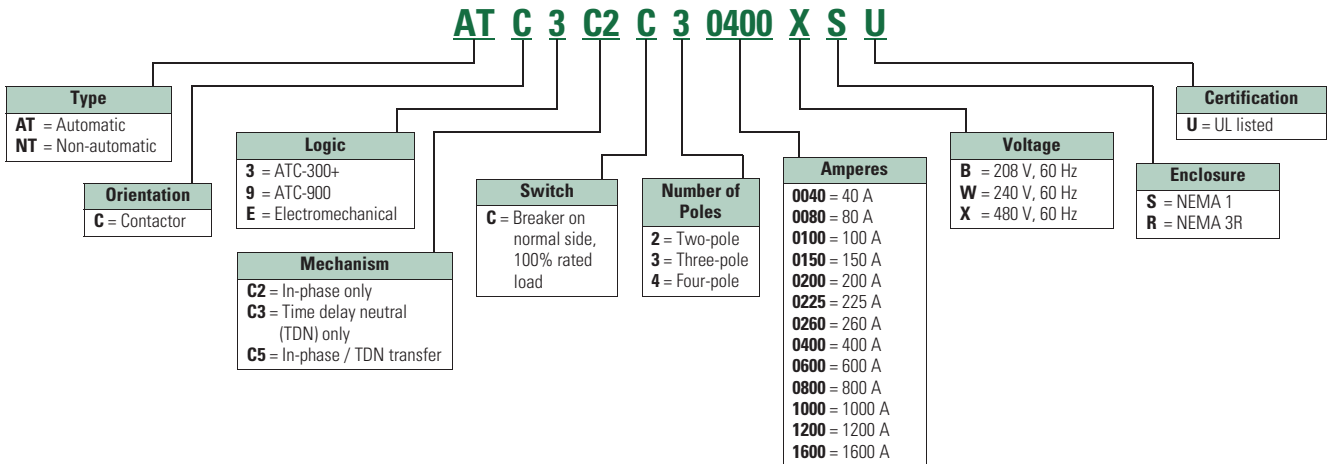 AT C 3 C2 C 3 0400 X S U
Type
AT = Automatic
NT = Non-automatic
Orientation
C = Contactor
Logic
3 = ATC-300+
9 = ATC-900
E = Electromechanical
Mechanism
C2 = In-phase only
C3 = Time delay neutral
(TDN) only
C5 = In-phase / TDN transfer
Switch
C = Breaker on
normal side,
100% rated
load
Number of
Poles
2 = Two-pole
3 = Three-pole
4 = Four-pole
Amperes
0040 = 40 A
0080 = 80 A
0100 = 100 A
0150 = 150 A
0200 = 200 A
0225 = 225 A
0260 = 260 A
0400 = 400 A
0600 = 600 A
0800 = 800 A
1000 = 1000 A
1200 = 1200 A
1600 = 1600 A
Voltage
B = 208 V, 60 Hz
W = 240 V, 60 Hz
X = 480 V, 60 Hz
Enclosure
S = NEMA 1
R = NEMA 3R
Certification
U = UL listed